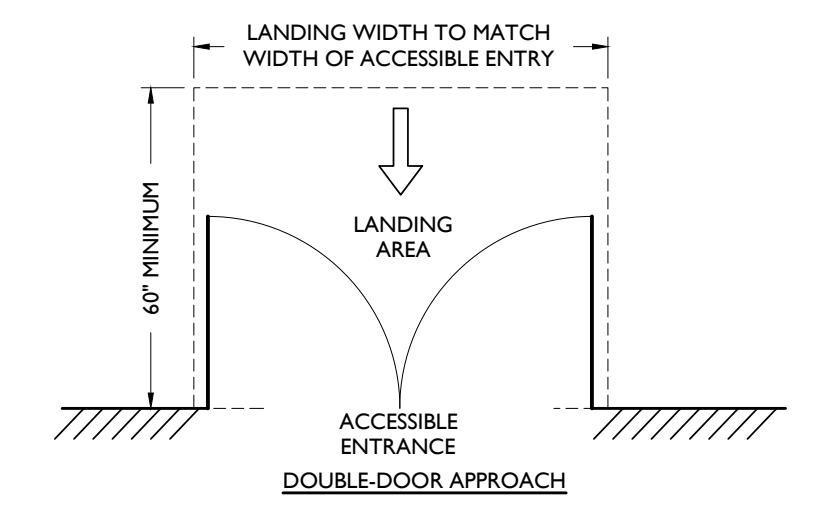 LANDING WIDTH TO MATCH
WIDTH OF ACCESSIBLE ENTRY
60" MINIMUM
LANDING
AREA
ACCESSIBLE
ENTRANCE
DOUBLE-DOOR APPROACH